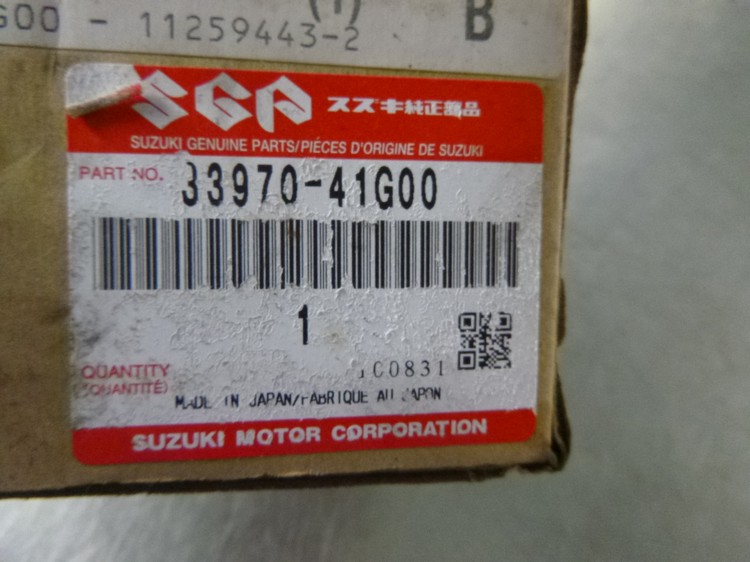 G00 - 11259443-2
(1)
B
SGP スズキ純正部品
SUZUKI GENUINE PARTS/PIÈCES D'ORIGINE DE SUZUKI
PART NO. 33970-41G00
1
QUANTITY
(QUANTITÉ)
C0831
MADE IN JAPAN/FABRIQUE AU JAPON
SUZUKI MOTOR CORPORATION